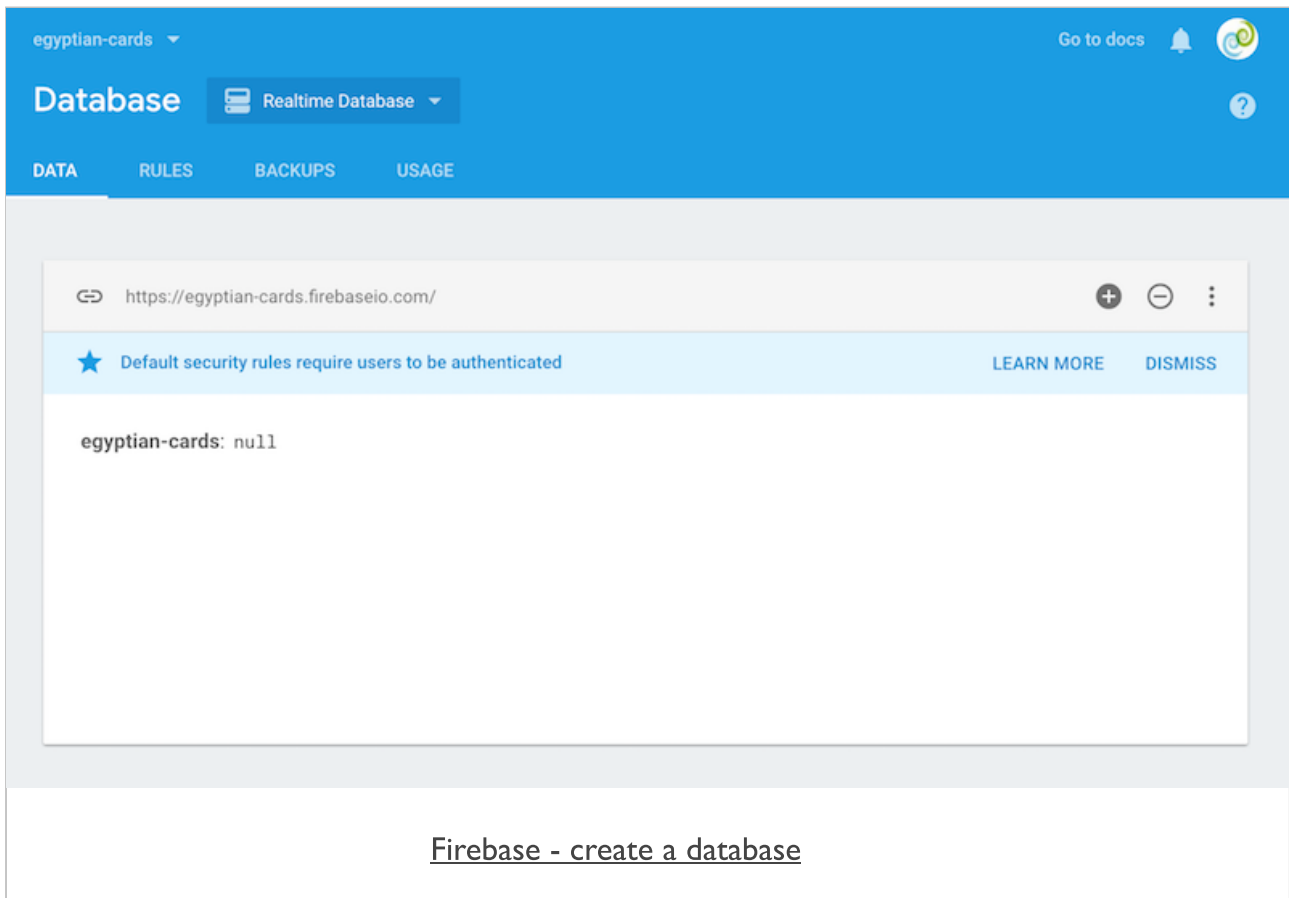 egyptian-cards
Go to docs
Database
Realtime Database
DATA RULES BACKUPS USAGE
https://egyptian-cards.firebaseio.com/
Default security rules require users to be authenticated
LEARN MORE DISMISS
egyptian-cards: null
Firebase - create a database